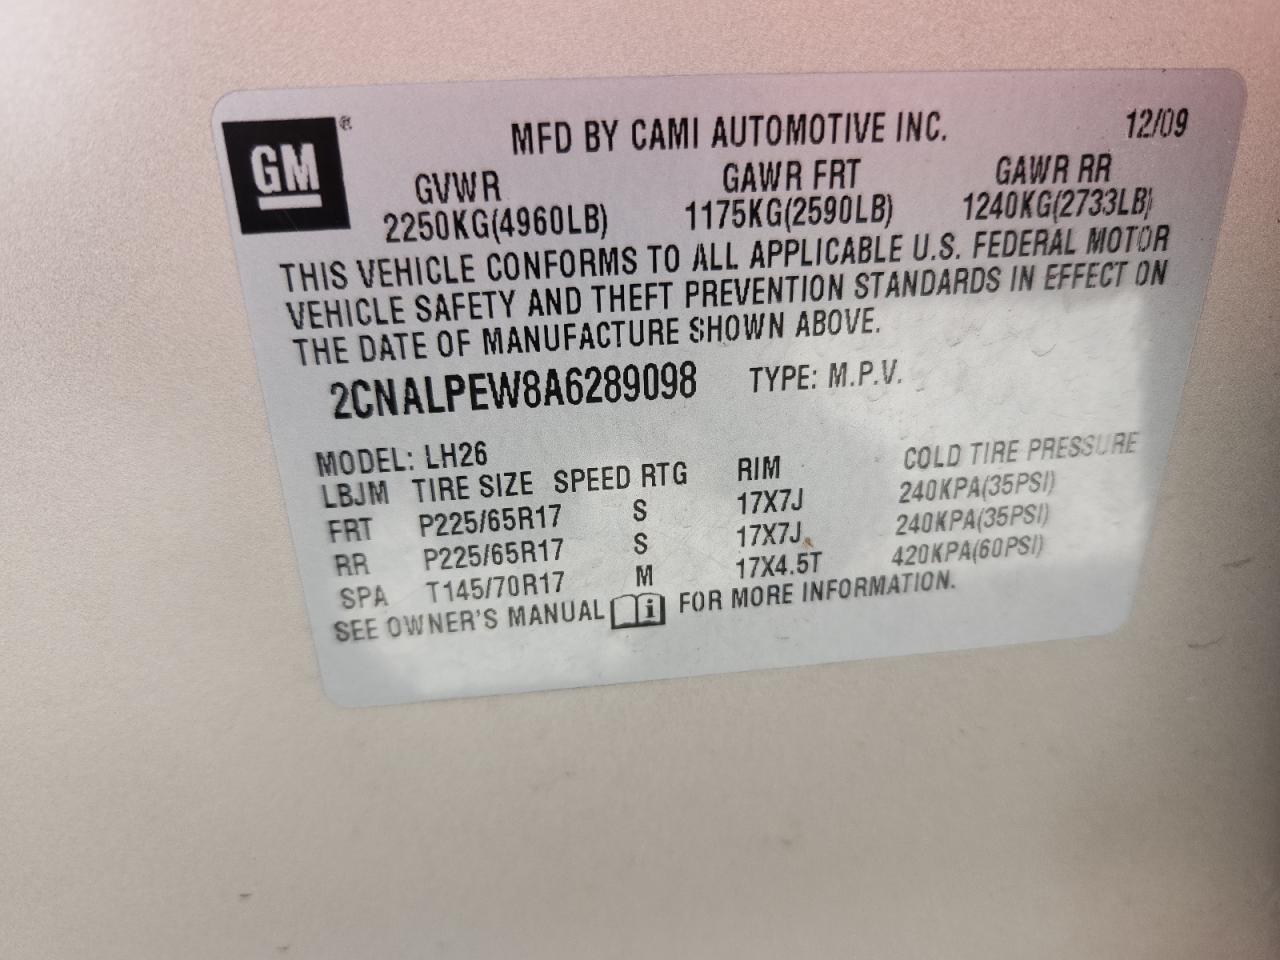 GM®
MFD BY CAMI AUTOMOTIVE INC. 12/09
GVWR GAWR FRT GAWR RR
2250KG(4960LB) 1175KG(2590LB) 1240KG(2733LB)
THIS VEHICLE CONFORMS TO ALL APPLICABLE U.S. FEDERAL MOTOR
VEHICLE SAFETY AND THEFT PREVENTION STANDARDS IN EFFECT ON
THE DATE OF MANUFACTURE SHOWN ABOVE.
2CNALPEW8A6289098 TYPE: M.P.V.
MODEL: LH26
LBJM TIRE SIZE SPEED RTG RIM COLD TIRE PRESSURE
FRT P225/65R17 S 17X7J 240KPA(35PSI)
RR P225/65R17 S 17X7J 240KPA(35PSI)
SPA T145/70R17 M 17X4.5T 420KPA(60PSI)
SEE OWNER'S MANUAL i FOR MORE INFORMATION.